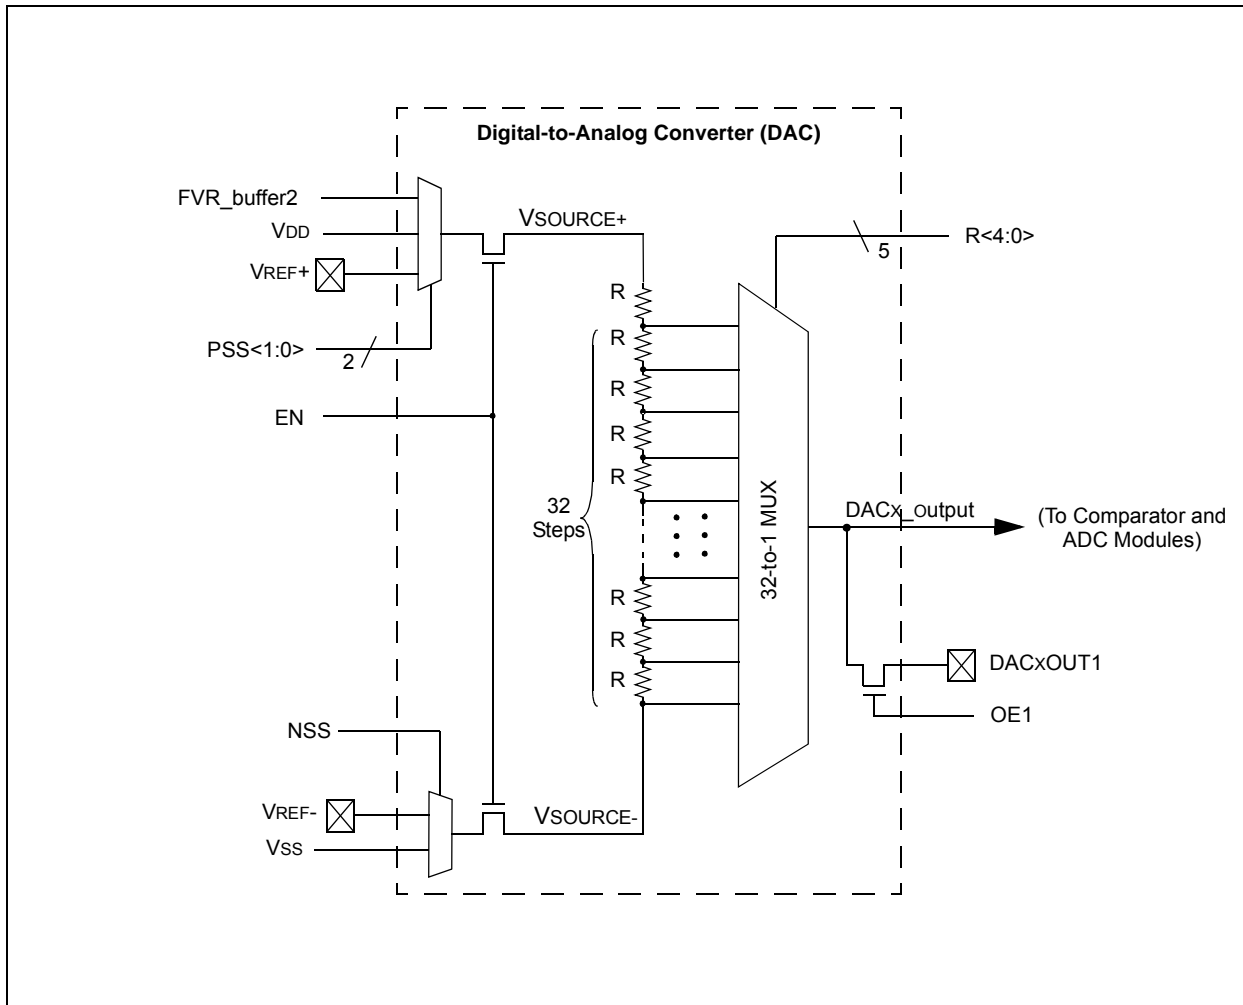 Digital-to-Analog Converter (DAC)
FVR_buffer2
VDD
VREF+
VSOURCE+
5
R<4:0>
PSS<1:0>
2
EN
R
R
R
R
R
32
Steps
R
R
R
32-to-1 MUX
DACx_output
(To Comparator and
ADC Modules)
DACxOUT1
OE1
NSS
VREF-
VSS
VSOURCE-